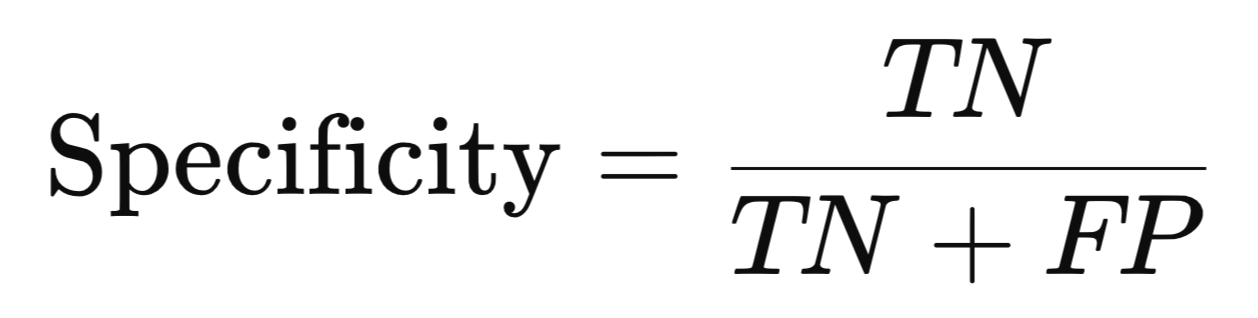 Specificity = TN / TN + FP